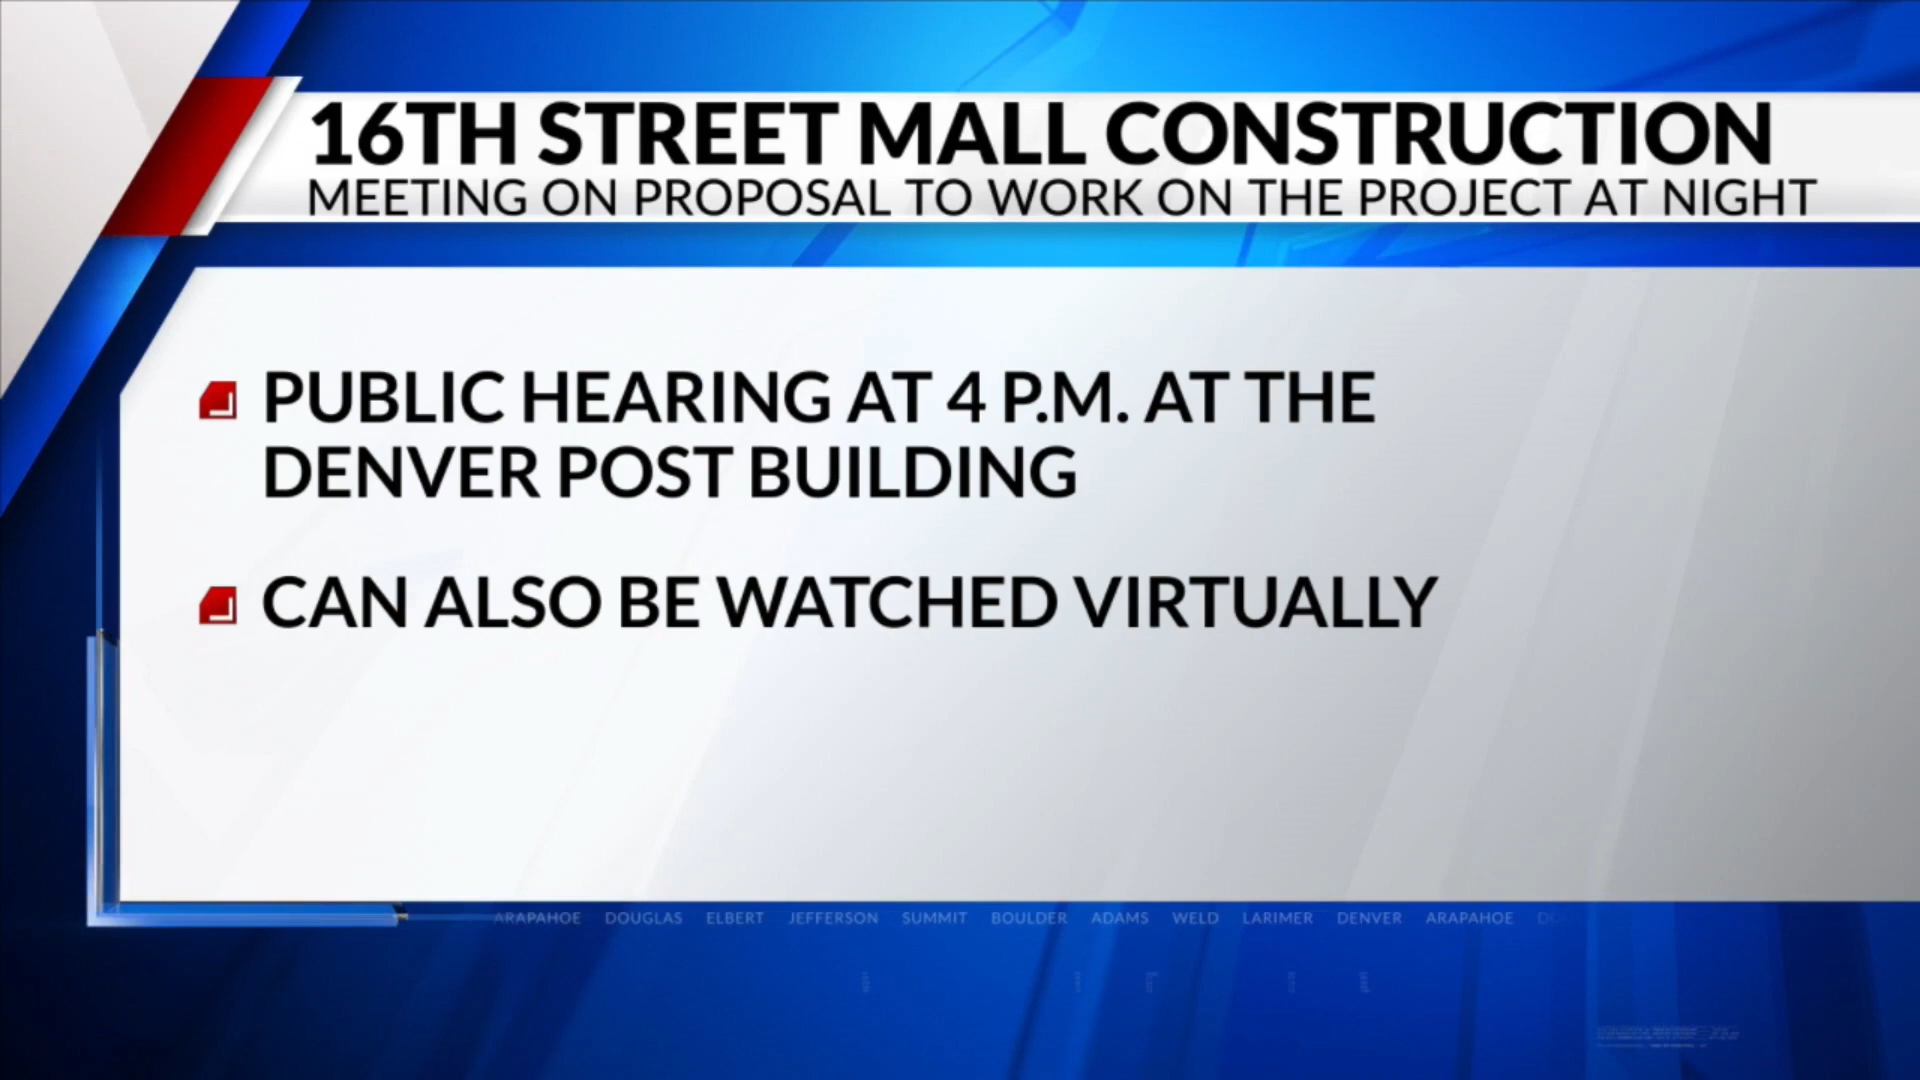 16TH STREET MALL CONSTRUCTION
MEETING ON PROPOSAL TO WORK ON THE PROJECT AT NIGHT
PUBLIC HEARING AT 4 P.M. AT THE
DENVER POST BUILDING
CAN ALSO BE WATCHED VIRTUALLY
ARAPAHOE DOUGLAS ELBERT JEFFERSON SUMMIT BOULDER ADAMS WELD LARIMER DENVER ARAPAHOE